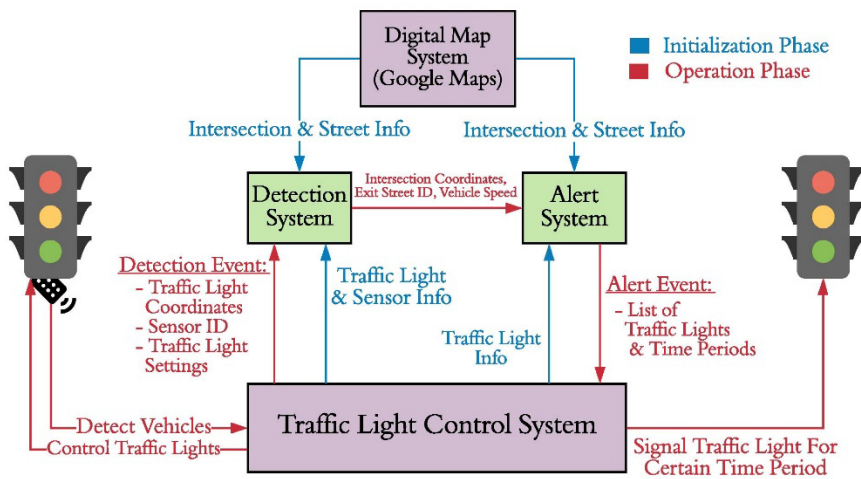 Digital Map
System
(Google Maps)
Initialization Phase
Operation Phase
Intersection & Street Info
Intersection & Street Info
Detection
System
Intersection Coordinates,
Exit Street ID, Vehicle Speed
Alert
System
Detection Event:
- Traffic Light
Coordinates
- Sensor ID
- Traffic Light
Settings
Traffic Light
& Sensor Info
Traffic Light
Info
Alert Event:
- List of
Traffic Lights
& Time Periods
Detect Vehicles
Control Traffic Lights
Traffic Light Control System
Signal Traffic Light For
Certain Time Period